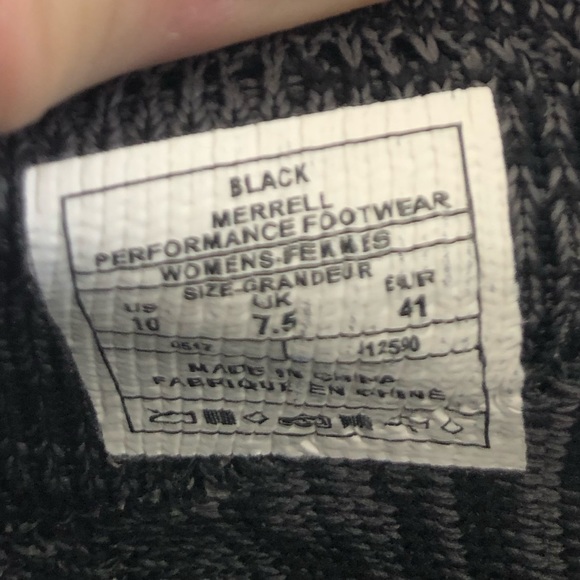 BLACK
MERRELL
PERFORMANCE FOOTWEAR
WOMENS-FEMMES
SIZE-GRANDEUR
US UK EUR
10 7.5 41
0517 J12590
MADE IN CHINA
FABRIQUE EN CHINE